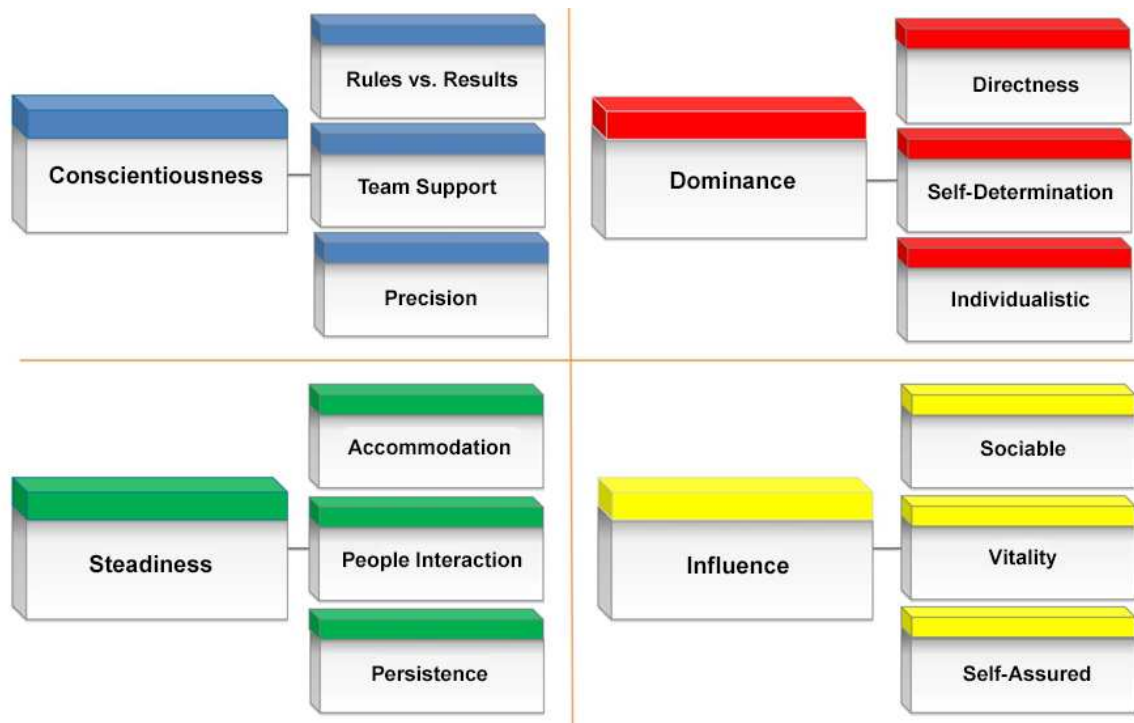 Conscientiousness
Rules vs. Results
Team Support
Precision
Dominance
Directness
Self-Determination
Individualistic
Steadiness
Accommodation
People Interaction
Persistence
Influence
Sociable
Vitality
Self-Assured